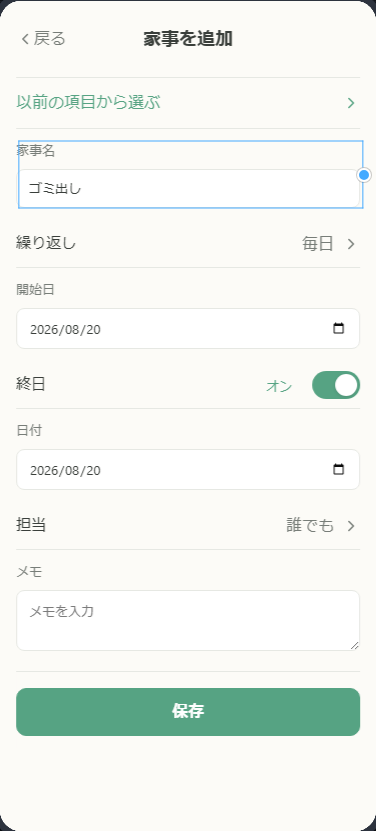 戻る
家事を追加
以前の項目から選ぶ
家事名
ゴミ出し
繰り返し
毎日
開始日
2026/08/20
終日
オン
日付
2026/08/20
担当
誰でも
メモ
メモを入力
保存